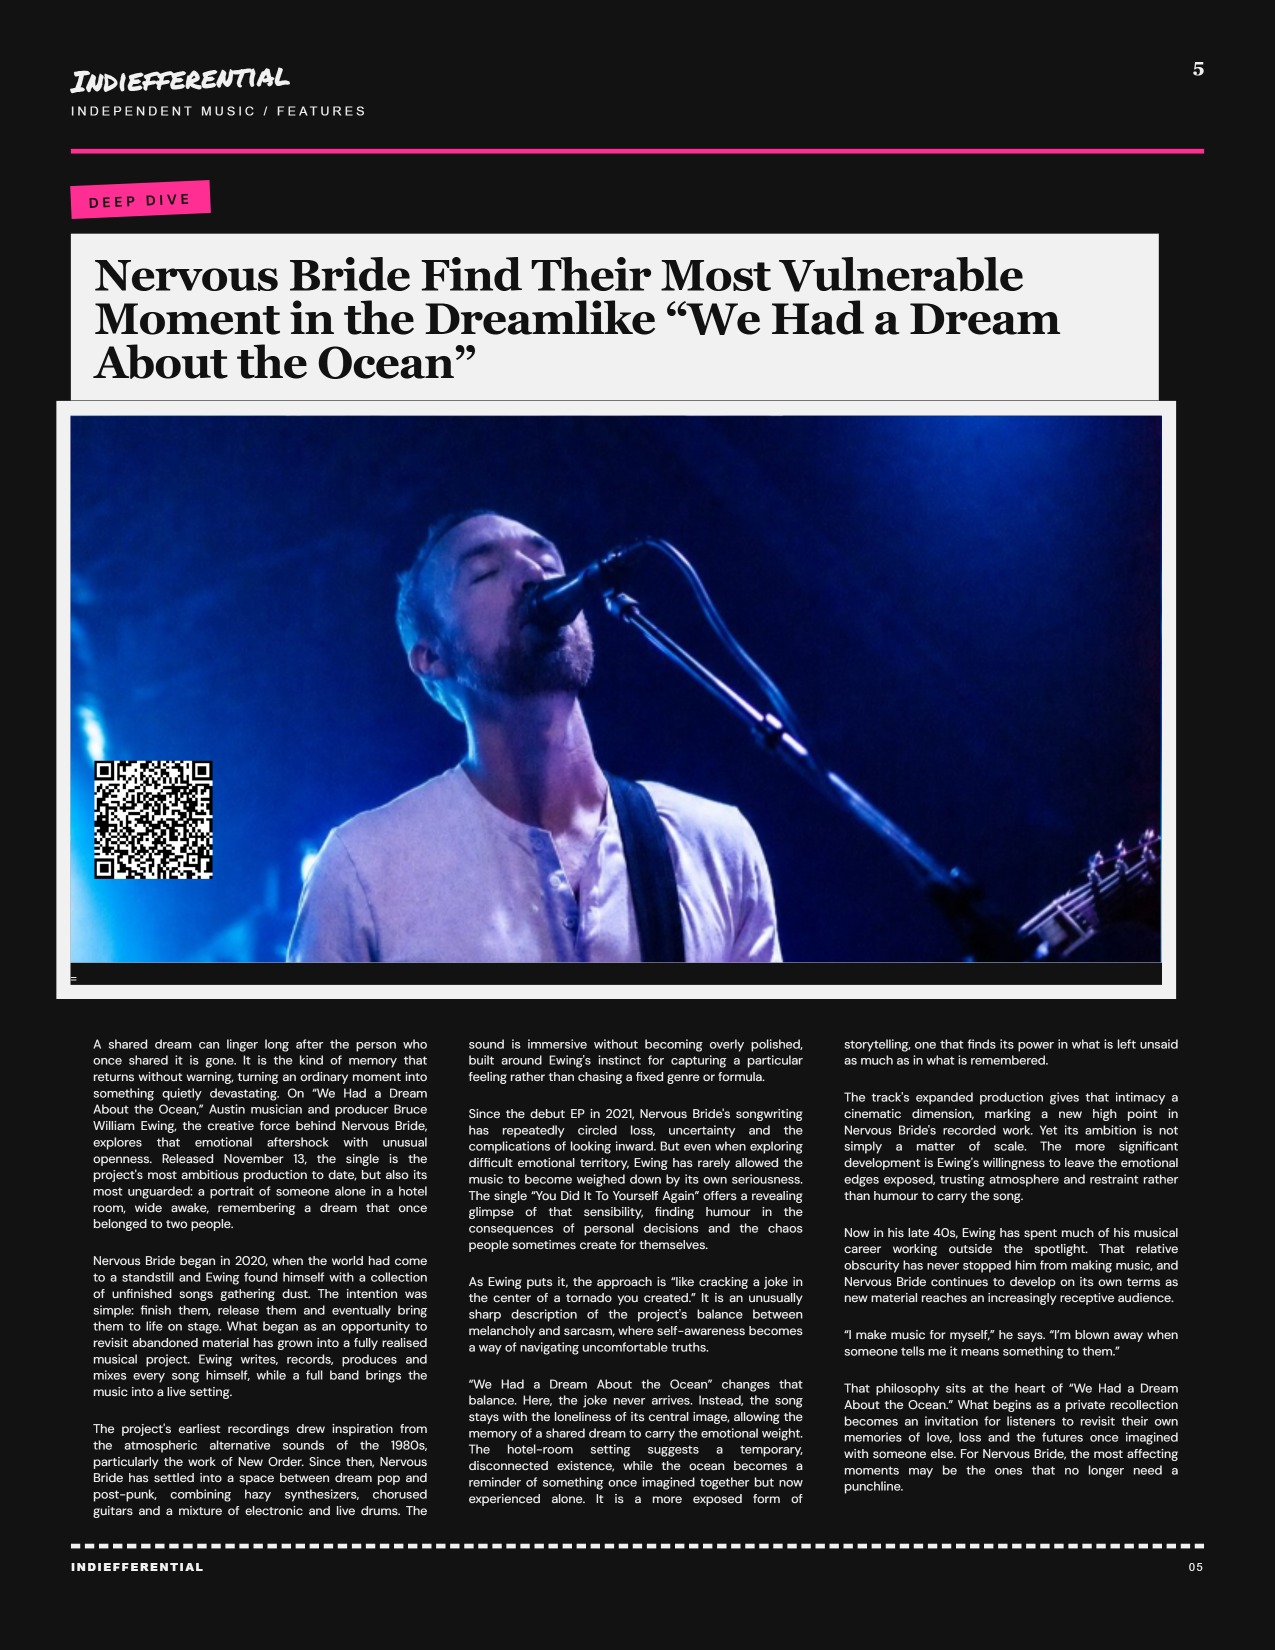 INDIEFFERENTIAL
5
INDEPENDENT MUSIC / FEATURES
DEEP DIVE
Nervous Bride Find Their Most Vulnerable
Moment in the Dreamlike “We Had a Dream
About the Ocean”
=
A shared dream can linger long after the person who
once shared it is gone. It is the kind of memory that
returns without warning, turning an ordinary moment into
something quietly devastating. On “We Had a Dream
About the Ocean,” Austin musician and producer Bruce
William Ewing, the creative force behind Nervous Bride,
explores that emotional aftershock with unusual
openness. Released November 13, the single is the
project's most ambitious production to date, but also its
most unguarded: a portrait of someone alone in a hotel
room, wide awake, remembering a dream that once
belonged to two people.
Nervous Bride began in 2020, when the world had come
to a standstill and Ewing found himself with a collection
of unfinished songs gathering dust. The intention was
simple: finish them, release them and eventually bring
them to life on stage. What began as an opportunity to
revisit abandoned material has grown into a fully realised
musical project. Ewing writes, records, produces and
mixes every song himself, while a full band brings the
music into a live setting.
The project's earliest recordings drew inspiration from
the atmospheric alternative sounds of the 1980s,
particularly the work of New Order. Since then, Nervous
Bride has settled into a space between dream pop and
post-punk, combining hazy synthesizers, chorused
guitars and a mixture of electronic and live drums. The
sound is immersive without becoming overly polished,
built around Ewing's instinct for capturing a particular
feeling rather than chasing a fixed genre or formula.
Since the debut EP in 2021, Nervous Bride's songwriting
has repeatedly circled loss, uncertainty and the
complications of looking inward. But even when exploring
difficult emotional territory, Ewing has rarely allowed the
music to become weighed down by its own seriousness.
The single “You Did It To Yourself Again” offers a revealing
glimpse of that sensibility, finding humour in the
consequences of personal decisions and the chaos
people sometimes create for themselves.
As Ewing puts it, the approach is “like cracking a joke in
the center of a tornado you created.” It is an unusually
sharp description of the project's balance between
melancholy and sarcasm, where self-awareness becomes
a way of navigating uncomfortable truths.
“We Had a Dream About the Ocean” changes that
balance. Here, the joke never arrives. Instead, the song
stays with the loneliness of its central image, allowing the
memory of a shared dream to carry the emotional weight.
The hotel-room setting suggests a temporary,
disconnected existence, while the ocean becomes a
reminder of something once imagined together but now
experienced alone. It is a more exposed form of
storytelling, one that finds its power in what is left unsaid
as much as in what is remembered.
The track's expanded production gives that intimacy a
cinematic dimension, marking a new high point in
Nervous Bride's recorded work. Yet its ambition is not
simply a matter of scale. The more significant
development is Ewing's willingness to leave the emotional
edges exposed, trusting atmosphere and restraint rather
than humour to carry the song.
Now in his late 40s, Ewing has spent much of his musical
career working outside the spotlight. That relative
obscurity has never stopped him from making music, and
Nervous Bride continues to develop on its own terms as
new material reaches an increasingly receptive audience.
“I make music for myself,” he says. “I'm blown away when
someone tells me it means something to them.”
That philosophy sits at the heart of “We Had a Dream
About the Ocean.” What begins as a private recollection
becomes an invitation for listeners to revisit their own
memories of love, loss and the futures once imagined
with someone else. For Nervous Bride, the most affecting
moments may be the ones that no longer need a
punchline.
INDIEFFERENTIAL
05